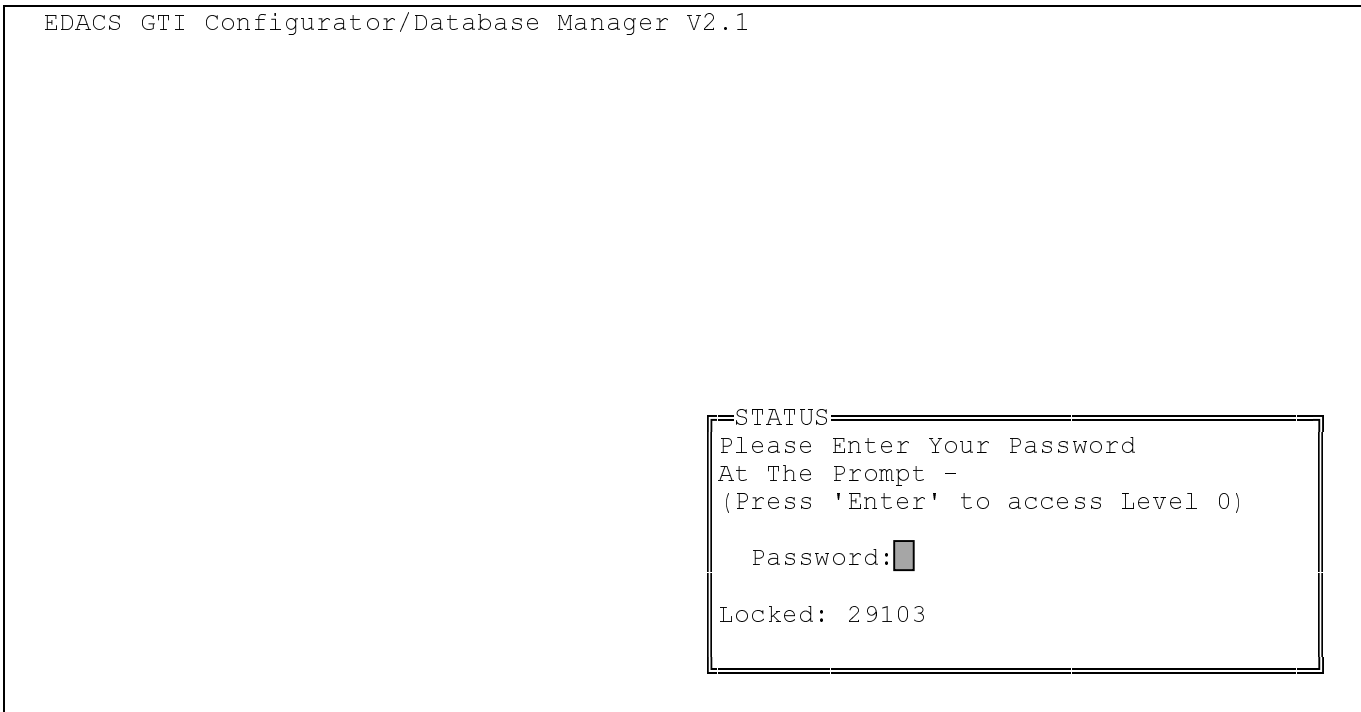 EDACS GTI Configurator/Database Manager V2.1
STATUS
Please Enter Your Password
At The Prompt -
(Press 'Enter' to access Level 0)
Password:
Locked: 29103